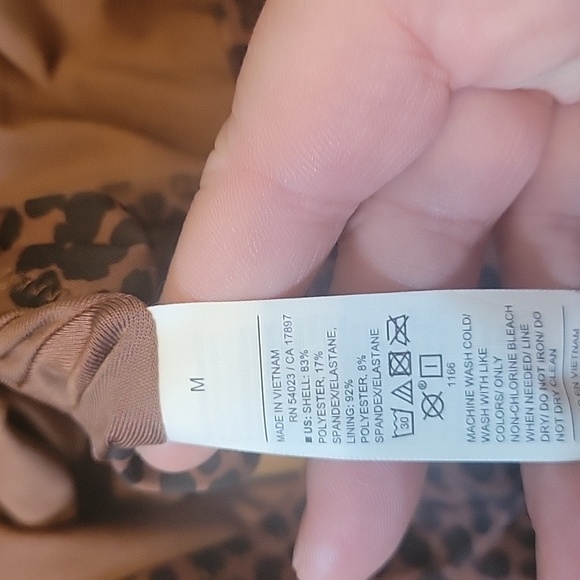 M
MADE IN VIETNAM
RN 54023 / CA 17897
US: SHELL: 83%
POLYESTER, 17%
SPANDEX/ELASTANE,
LINING: 92%
POLYESTER, 8%
SPANDEX/ELASTANE
30
®
1166
MACHINE WASH COLD/
WASH WITH LIKE
COLORS/ ONLY
NON-CHLORINE BLEACH
WHEN NEEDED/ LINE
DRY/ DO NOT IRON/ DO
NOT DRY CLEAN
VIETNAM